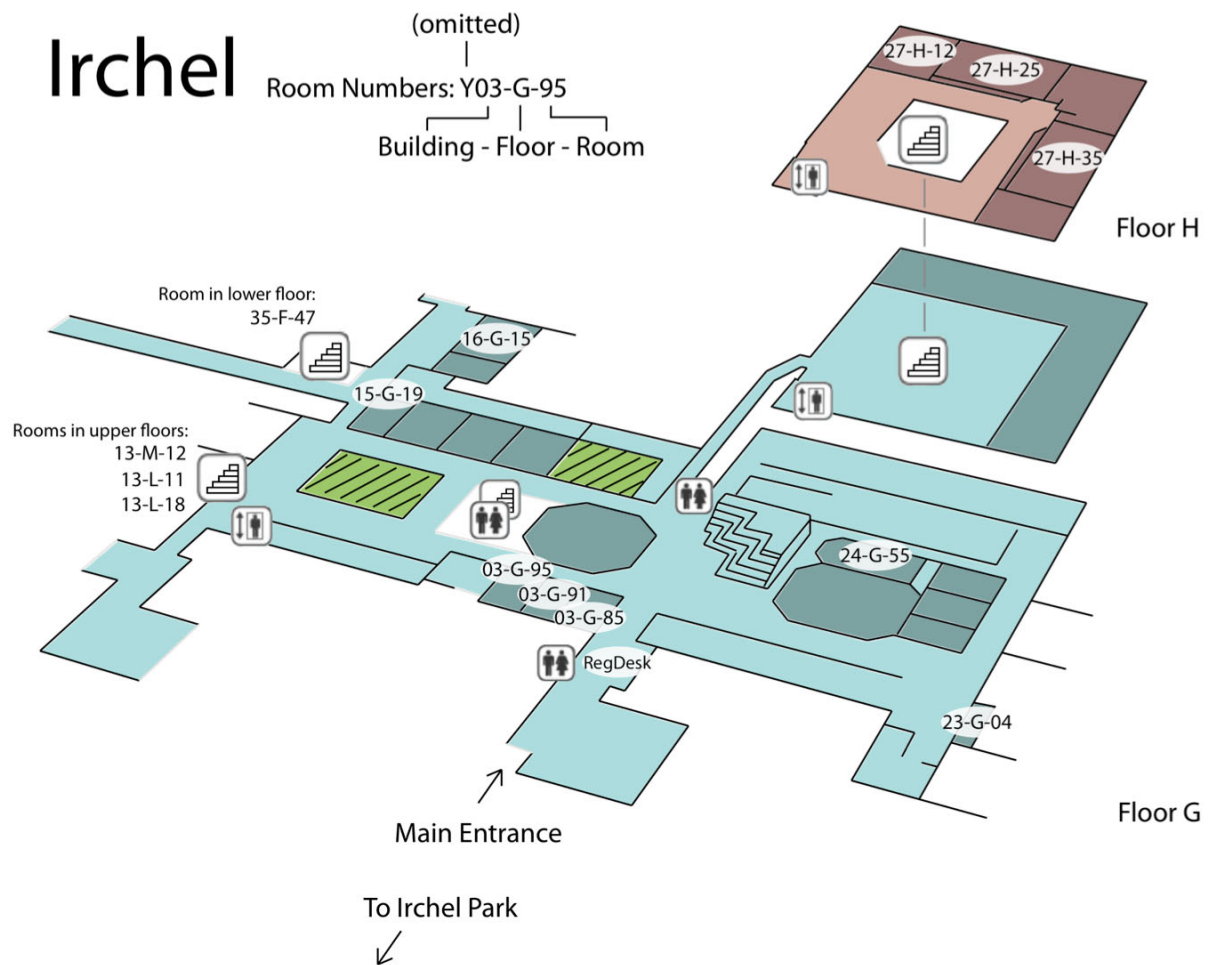 Irchel
(omitted)
Room Numbers: Y03-G-95
Building - Floor - Room
27-H-12
27-H-25
27-H-35
Floor H
Room in lower floor:
35-F-47
16-G-15
15-G-19
Rooms in upper floors:
13-M-12
13-L-11
13-L-18
24-G-55
03-G-95
03-G-91
03-G-85
RegDesk
23-G-04
Floor G
Main Entrance
To Irchel Park